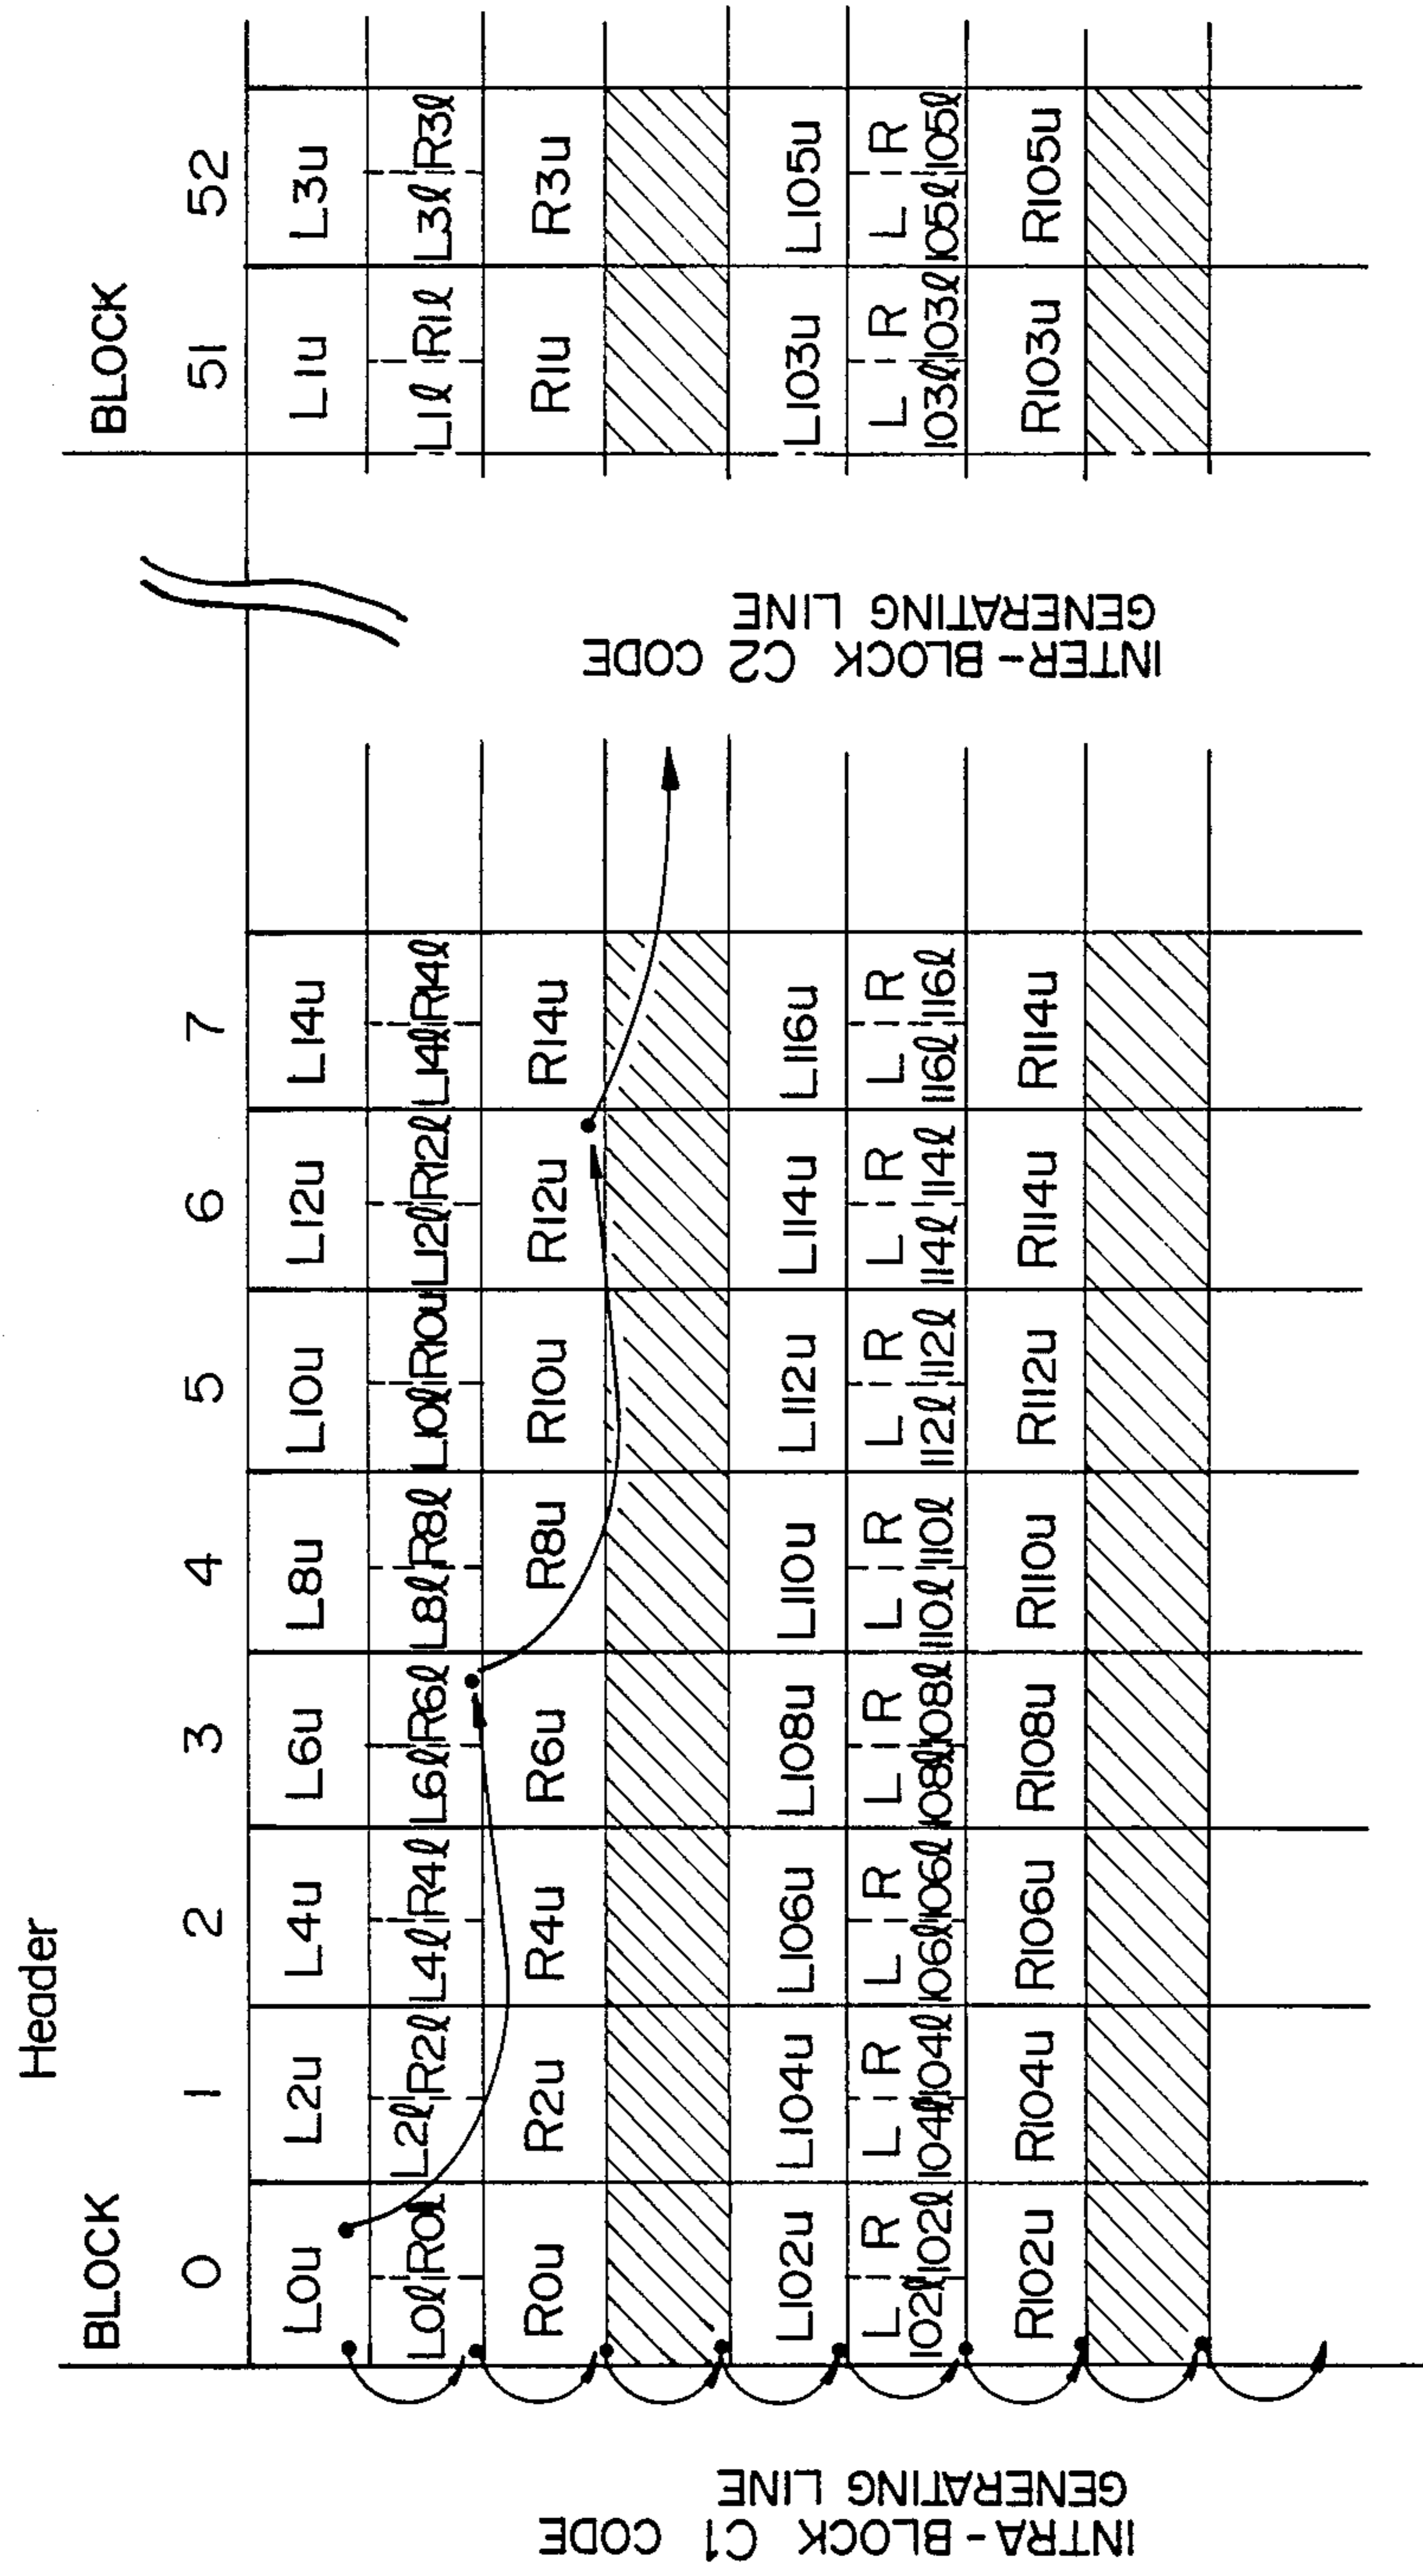 Header
BLOCK
0 1 2 3 4 5 6 7
BLOCK
51 52
L0u L2u L4u L6u L8u L10u L12u L14u L1u L3u
L0ℓ R0ℓ L2ℓ R2ℓ L4ℓ R4ℓ L6ℓ R6ℓ L8ℓ R8ℓ L10ℓ R10u L12ℓ R12ℓ L14ℓ R14ℓ L1ℓ R1ℓ L3ℓ R3ℓ
R0u R2u R4u R6u R8u R10u R12u R14u R1u R3u
L102u L104u L106u L108u L110u L112u L114u L116u L103u L105u
L R L R L R L R L R L R L R L R L R L R
102ℓ 102ℓ 104ℓ 104ℓ 106ℓ 106ℓ 108ℓ 108ℓ 110ℓ 110ℓ 112ℓ 112ℓ 114ℓ 114ℓ 116ℓ 116ℓ 103ℓ 103ℓ 105ℓ 105ℓ
R102u R104u R106u R108u R110u R112u R114u R114u R103u R105u
INTRA-BLOCK C1 CODE
GENERATING LINE
INTER-BLOCK C2 CODE
GENERATING LINE